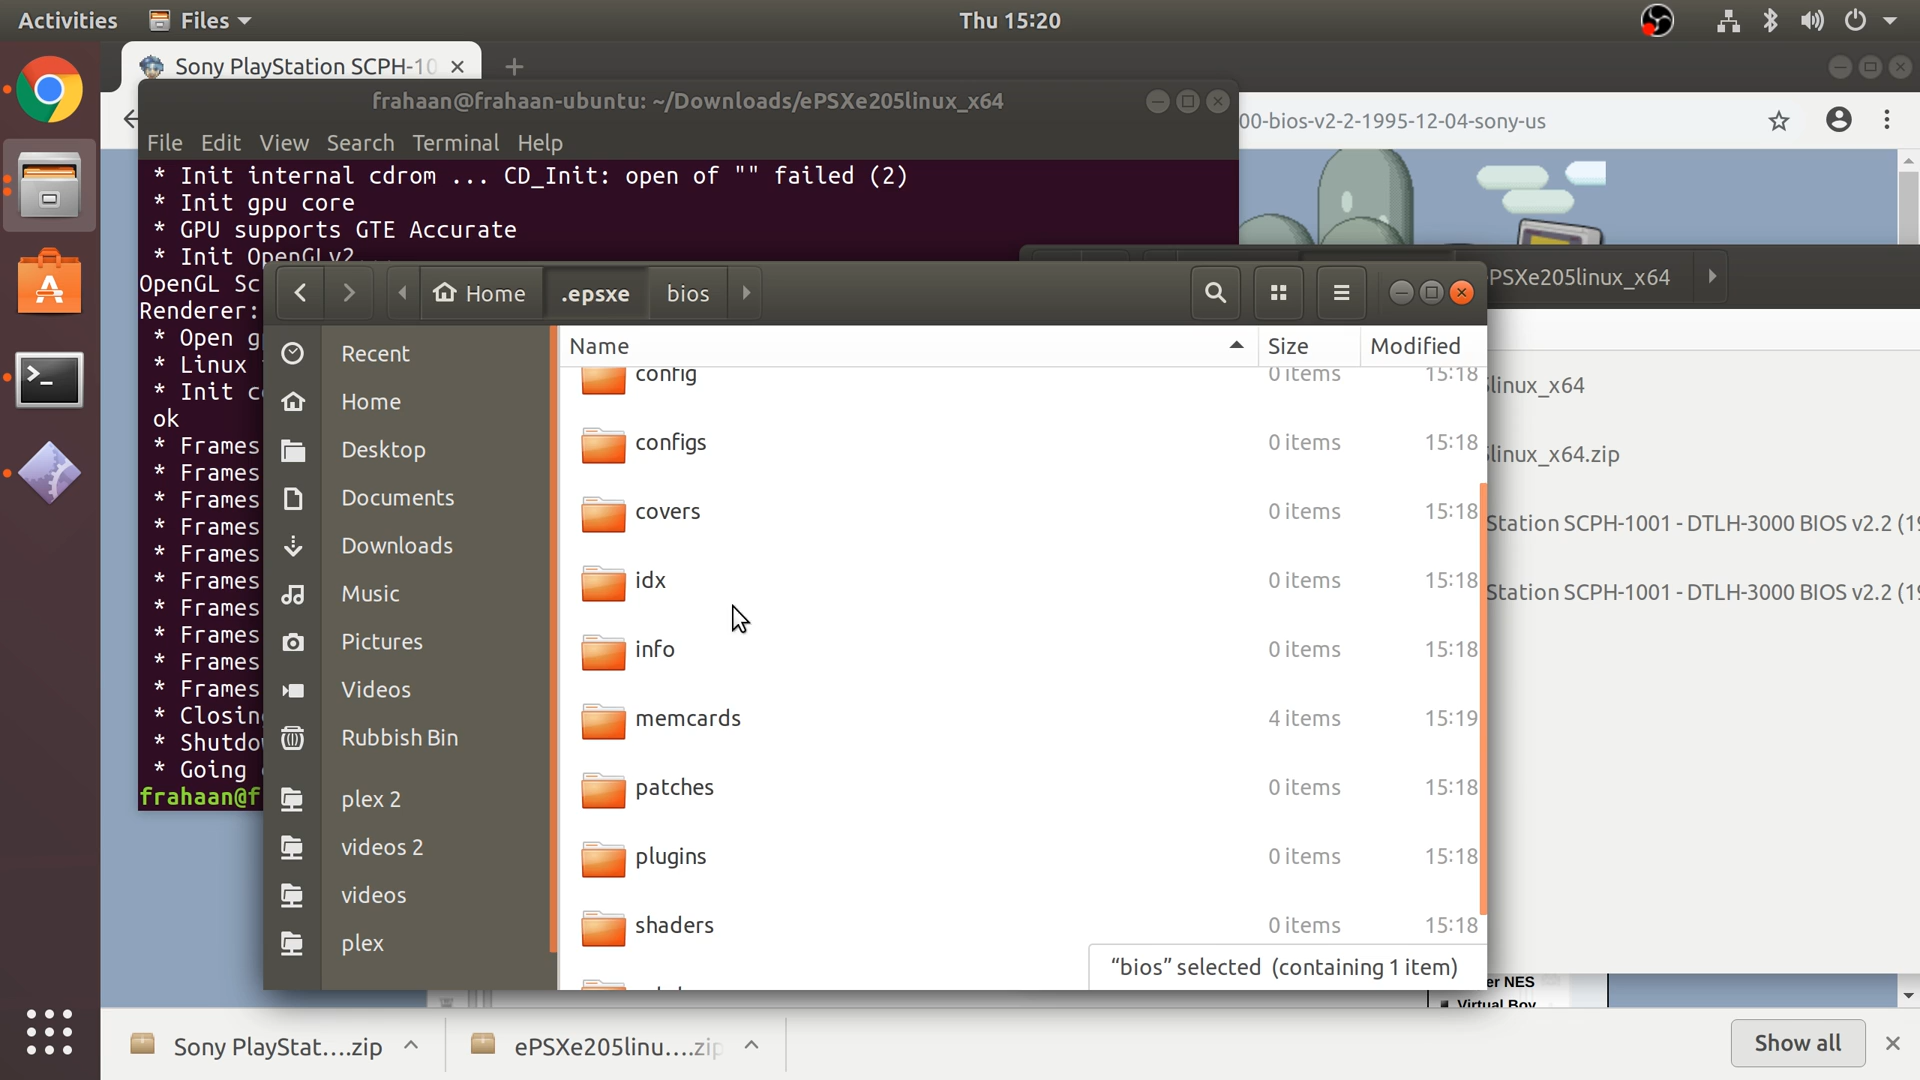 Activities Files Thu 15:20
Sony PlayStation SCPH-10
frahaan@frahaan-ubuntu: ~/Downloads/ePSXe205linux_x64
00-bios-v2-2-1995-12-04-sony-us
File Edit View Search Terminal Help
* Init internal cdrom ... CD_Init: open of "" failed (2)
* Init gpu core
* GPU supports GTE Accurate
* Init OpenGLv2...
OpenGL Sc
Renderer:
* Open g
* Linux
* Init c
ok
* Frames
* Frames
* Frames
* Frames
* Frames
* Frames
* Frames
* Frames
* Frames
* Frames
* Closin
* Shutdo
* Going
frahaan@f
Home .epsxe bios
PSXe205linux_x64
Recent
Home
Desktop
Documents
Downloads
Music
Pictures
Videos
Rubbish Bin
plex 2
videos 2
videos
plex
Name Size Modified
config 0 items 15:18
configs 0 items 15:18
covers 0 items 15:18
idx 0 items 15:18
info 0 items 15:18
memcards 4 items 15:19
patches 0 items 15:18
plugins 0 items 15:18
shaders 0 items 15:18
“bios” selected (containing 1 item)
linux_x64
linux_x64.zip
Station SCPH-1001 - DTLH-3000 BIOS v2.2 (19
Station SCPH-1001 - DTLH-3000 BIOS v2.2 (19
er NES
Virtual Boy
Sony PlayStat....zip ePSXe205linu....zip Show all